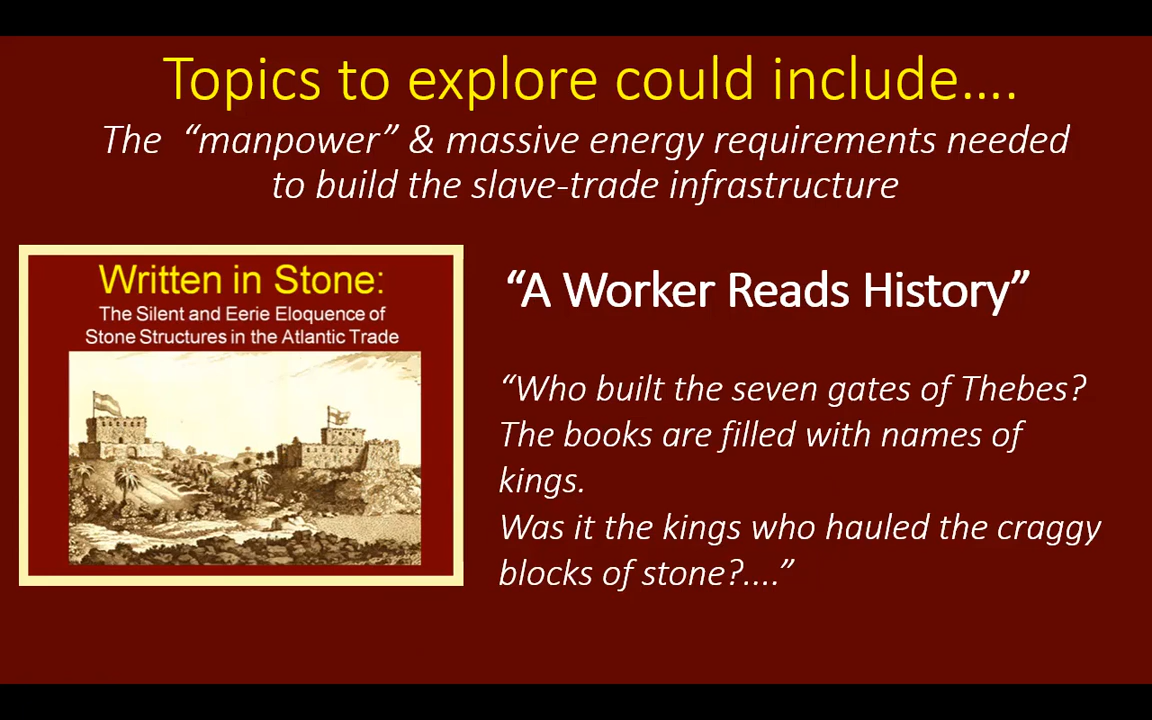 Topics to explore could include….
The “manpower” & massive energy requirements needed
to build the slave-trade infrastructure
Written in Stone:
The Silent and Eerie Eloquence of
Stone Structures in the Atlantic Trade
“A Worker Reads History”
“Who built the seven gates of Thebes?
The books are filled with names of
kings.
Was it the kings who hauled the craggy
blocks of stone?....”